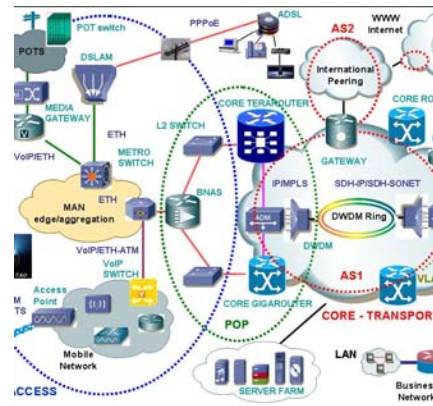 POT switch
PPPoE
ADSL
AS2
WWW
Internet
POTS
DSLAM
International
Peering
MEDIA
GATEWAY
ETH
L2 SWITCH
CORE TERAROUTER
CORE RO
VoIP/ETH
METRO
SWITCH
GATEWAY
ETH
MAN
edge/aggregation
BNAS
IP/MPLS
SDH-IP/SDH-SONET
ADM
DWDM Ring
DWDM
VoIP/ETH-ATM
VoIP
SWITCH
AS1
VLA
Access
Point
CORE GIGAROUTER
CORE - TRANSPOR
POP
Mobile
Network
LAN
SERVER FARM
Business
Network
ACCESS